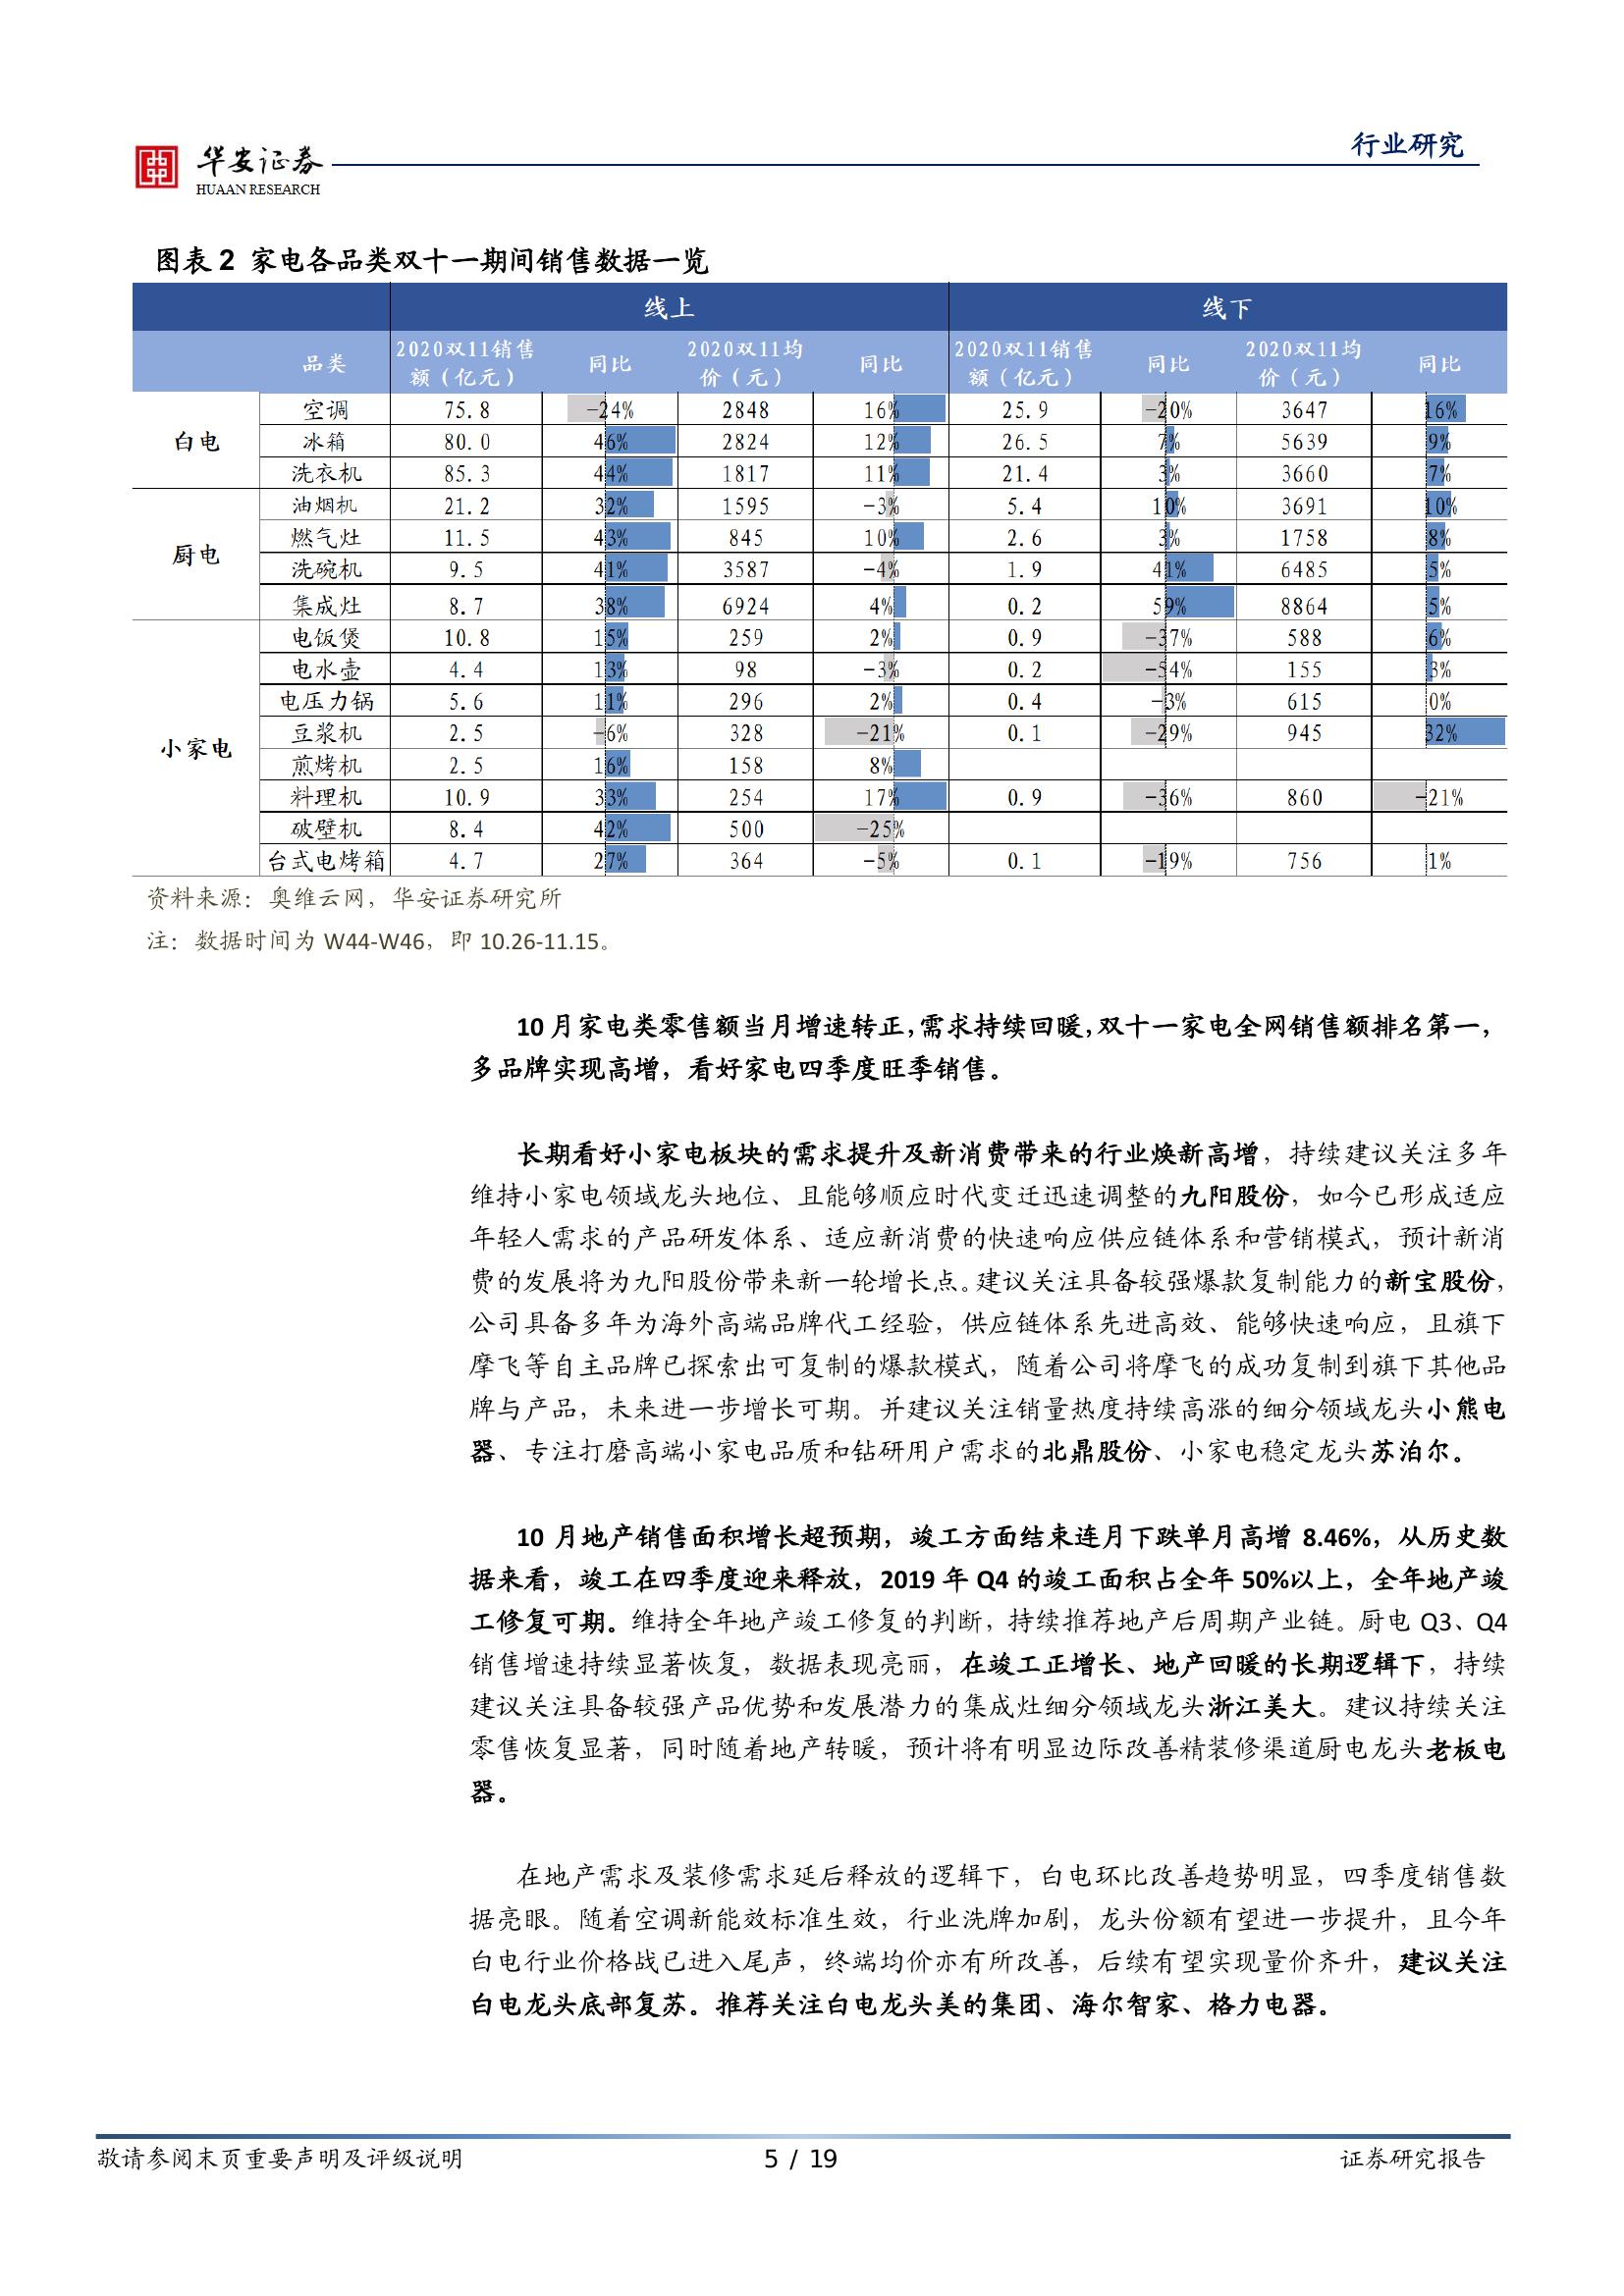 华安证券
HUAAN RESEARCH
行业研究
图表 2 家电各品类双十一期间销售数据一览
线上 线下
品类 2020双11销售额（亿元） 同比 2020双11均价（元） 同比 2020双11销售额（亿元） 同比 2020双11均价（元） 同比
白电
空调 75.8 -24% 2848 16% 25.9 -20% 3647 16%
冰箱 80.0 46% 2824 12% 26.5 7% 5639 9%
洗衣机 85.3 44% 1817 11% 21.4 3% 3660 7%
厨电
油烟机 21.2 32% 1595 -3% 5.4 10% 3691 10%
燃气灶 11.5 43% 845 10% 2.6 3% 1758 8%
洗碗机 9.5 41% 3587 -4% 1.9 41% 6485 5%
集成灶 8.7 38% 6924 4% 0.2 59% 8864 5%
小家电
电饭煲 10.8 15% 259 2% 0.9 -37% 588 6%
电水壶 4.4 13% 98 -3% 0.2 -54% 155 3%
电压力锅 5.6 11% 296 2% 0.4 -3% 615 0%
豆浆机 2.5 -6% 328 -21% 0.1 -29% 945 32%
煎烤机 2.5 16% 158 8%
料理机 10.9 33% 254 17% 0.9 -36% 860 -21%
破壁机 8.4 42% 500 -25%
台式电烤箱 4.7 27% 364 -5% 0.1 -19% 756 1%
资料来源：奥维云网，华安证券研究所
注：数据时间为 W44-W46，即 10.26-11.15。
10 月家电类零售额当月增速转正，需求持续回暖，双十一家电全网销售额排名第一，
多品牌实现高增，看好家电四季度旺季销售。
长期看好小家电板块的需求提升及新消费带来的行业焕新高增，持续建议关注多年
维持小家电领域龙头地位、且能够顺应时代变迁迅速调整的九阳股份，如今已形成适应
年轻人需求的产品研发体系、适应新消费的快速响应供应链体系和营销模式，预计新消
费的发展将为九阳股份带来新一轮增长点。建议关注具备较强爆款复制能力的新宝股份，
公司具备多年为海外高端品牌代工经验，供应链体系先进高效、能够快速响应，且旗下
摩飞等自主品牌已探索出可复制的爆款模式，随着公司将摩飞的成功复制到旗下其他品
牌与产品，未来进一步增长可期。并建议关注销量热度持续高涨的细分领域龙头小熊电
器、专注打磨高端小家电品质和钻研用户需求的北鼎股份、小家电稳定龙头苏泊尔。
10 月地产销售面积增长超预期，竣工方面结束连月下跌单月高增 8.46%，从历史数
据来看，竣工在四季度迎来释放，2019 年 Q4 的竣工面积占全年 50%以上，全年地产竣
工修复可期。维持全年地产竣工修复的判断，持续推荐地产后周期产业链。厨电 Q3、Q4
销售增速持续显著恢复，数据表现亮丽，在竣工正增长、地产回暖的长期逻辑下，持续
建议关注具备较强产品优势和发展潜力的集成灶细分领域龙头浙江美大。建议持续关注
零售恢复显著，同时随着地产转暖，预计将有明显边际改善精装修渠道厨电龙头老板电
器。
在地产需求及装修需求延后释放的逻辑下，白电环比改善趋势明显，四季度销售数
据亮眼。随着空调新能效标准生效，行业洗牌加剧，龙头份额有望进一步提升，且今年
白电行业价格战已进入尾声，终端均价亦有所改善，后续有望实现量价齐升，建议关注
白电龙头底部复苏。推荐关注白电龙头美的集团、海尔智家、格力电器。
敬请参阅末页重要声明及评级说明 5 / 19 证券研究报告